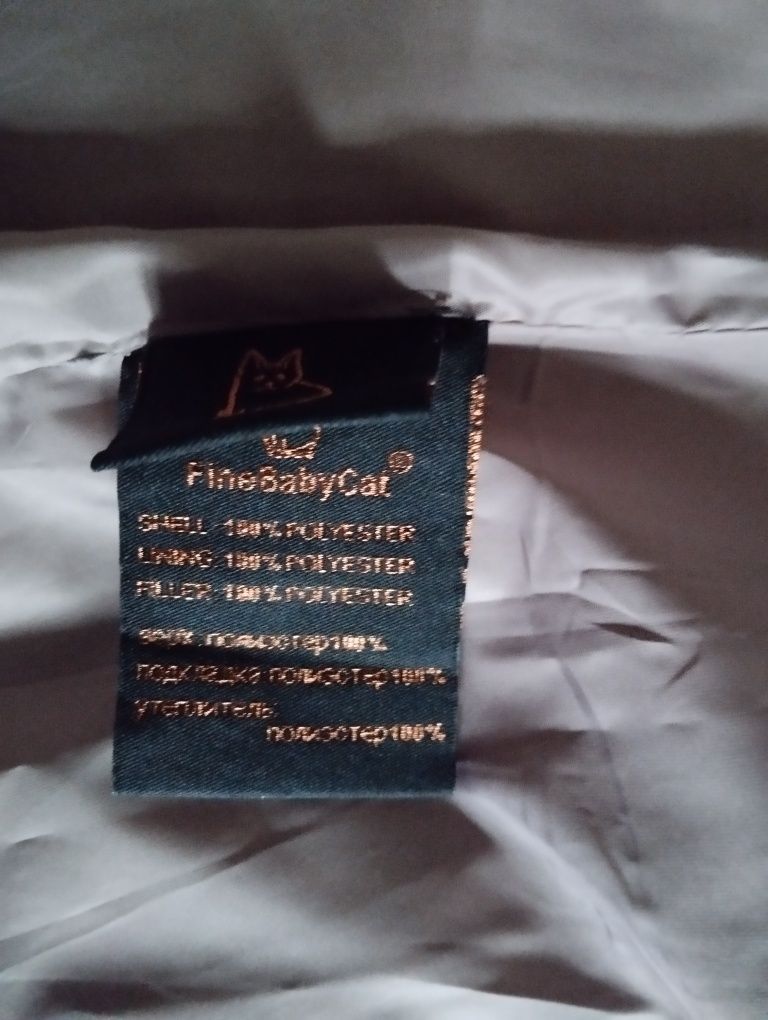 FineBabyCat®
SHELL 100% POLYESTER
LINING 100% POLYESTER
FILLER 100% POLYESTER
верх: полиэстер100%
подкладка полиэстер100%
утеплитель:
полиэстер100%